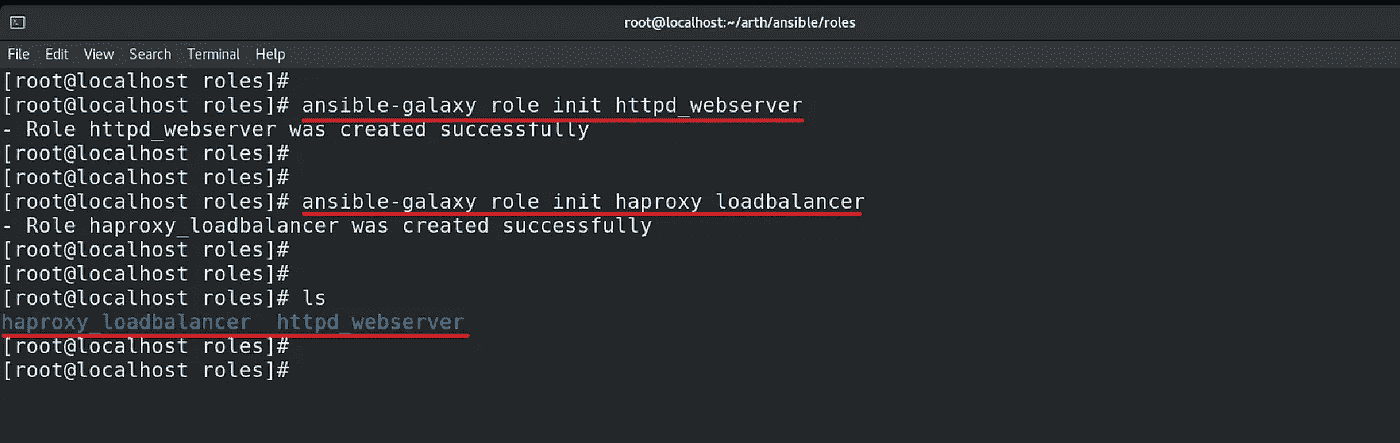 root@localhost:~/arth/ansible/roles
File Edit View Search Terminal Help
[root@localhost roles]#
[root@localhost roles]# ansible-galaxy role init httpd_webserver
- Role httpd_webserver was created successfully
[root@localhost roles]#
[root@localhost roles]#
[root@localhost roles]# ansible-galaxy role init haproxy_loadbalancer
- Role haproxy_loadbalancer was created successfully
[root@localhost roles]#
[root@localhost roles]#
[root@localhost roles]# ls
haproxy_loadbalancer  httpd_webserver
[root@localhost roles]#
[root@localhost roles]#